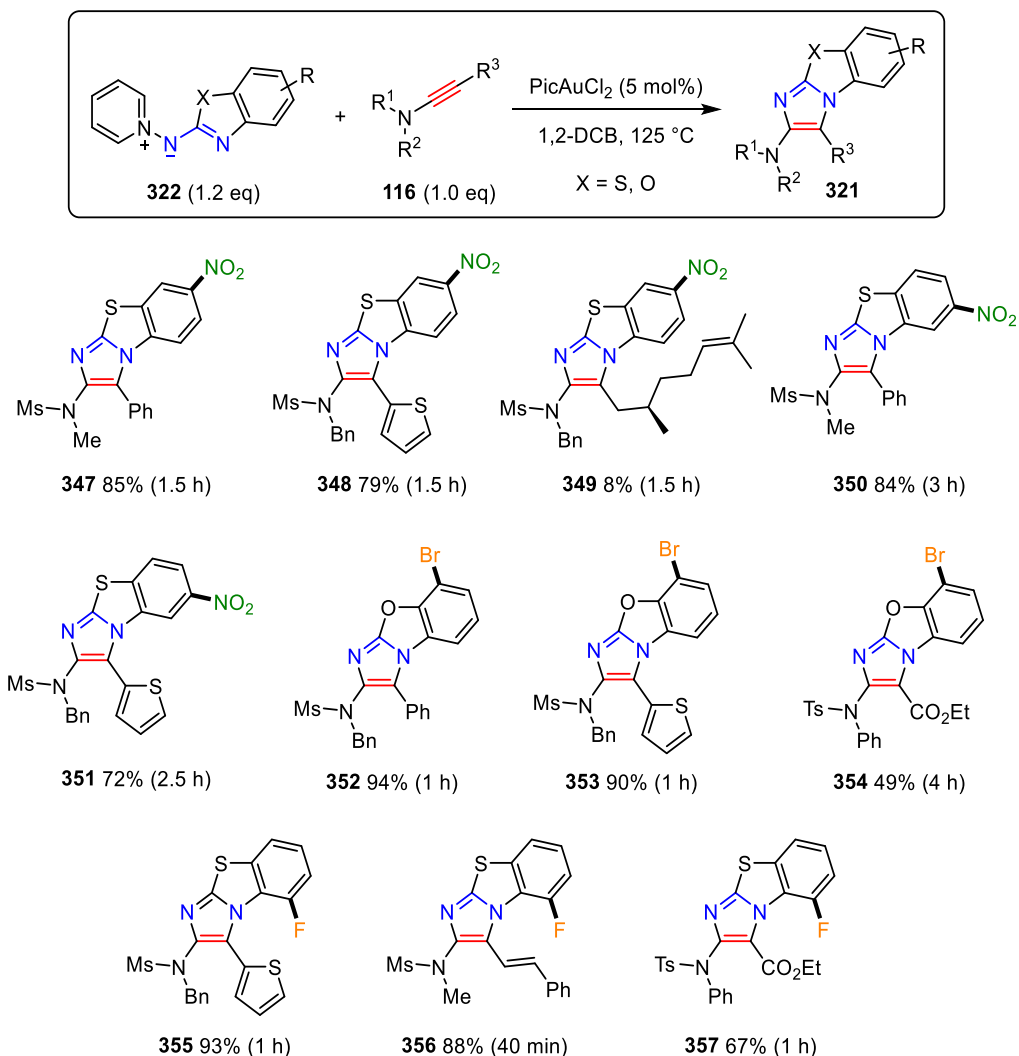 X
R
N
+
N
–
N
322 (1.2 eq)
+
R³
R¹
N
R²
116 (1.0 eq)
PicAuCl₂ (5 mol%)
1,2-DCB, 125 °C
X = S, O
X
R
N
N
R¹
N
R²
R³
321
NO₂
S
N
N
Ms
N
Me
Ph
347 85% (1.5 h)
NO₂
S
N
N
Ms
N
Bn
S
348 79% (1.5 h)
NO₂
S
N
N
Ms
N
Bn
349 8% (1.5 h)
S
NO₂
N
N
Ms
N
Me
Ph
350 84% (3 h)
S
NO₂
N
N
Ms
N
Bn
S
351 72% (2.5 h)
Br
O
N
N
Ms
N
Bn
Ph
352 94% (1 h)
Br
O
N
N
Ms
N
Bn
S
353 90% (1 h)
Br
O
N
N
Ts
N
Ph
CO₂Et
354 49% (4 h)
S
N
N
F
Ms
N
Bn
S
355 93% (1 h)
S
N
N
F
Ms
N
Me
Ph
356 88% (40 min)
S
N
N
F
Ts
N
Ph
CO₂Et
357 67% (1 h)